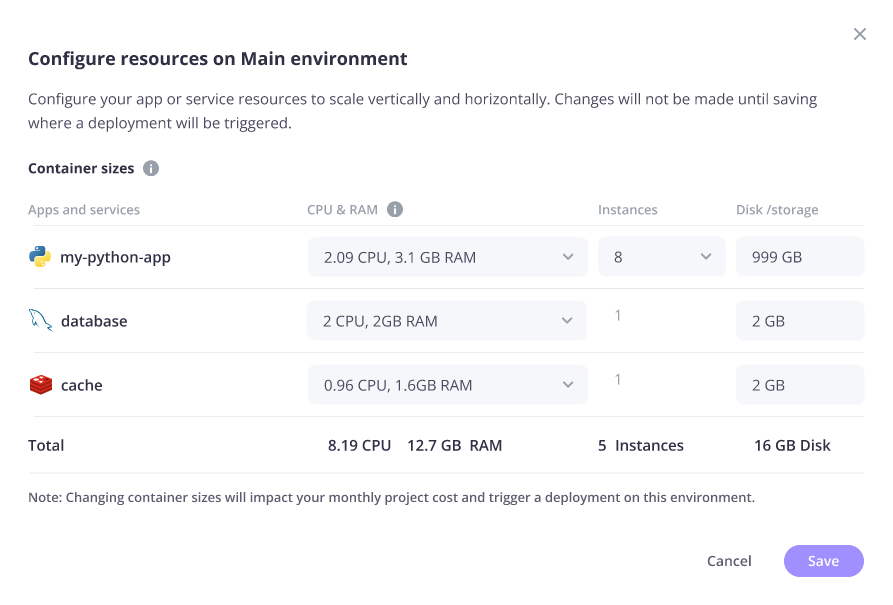 Configure resources on Main environment
Configure your app or service resources to scale vertically and horizontally. Changes will not be made until saving
where a deployment will be triggered.
Container sizes
Apps and services CPU & RAM Instances Disk /storage
my-python-app 2.09 CPU, 3.1 GB RAM 8 999 GB
database 2 CPU, 2GB RAM 1 2 GB
cache 0.96 CPU, 1.6GB RAM 1 2 GB
Total 8.19 CPU 12.7 GB RAM 5 Instances 16 GB Disk
Note: Changing container sizes will impact your monthly project cost and trigger a deployment on this environment.
Cancel Save